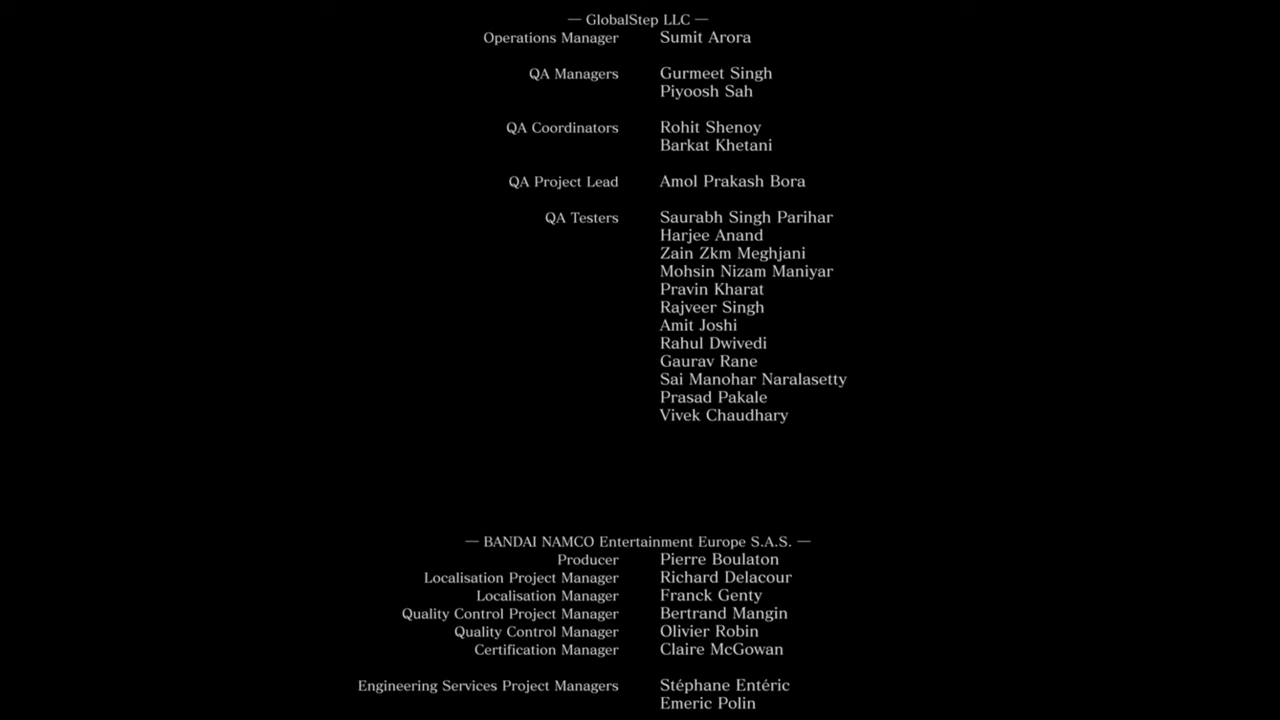 — GlobalStep LLC —
Operations Manager Sumit Arora
QA Managers Gurmeet Singh
Piyoosh Sah
QA Coordinators Rohit Shenoy
Barkat Khetani
QA Project Lead Amol Prakash Bora
QA Testers Saurabh Singh Parihar
Harjee Anand
Zain Zkm Meghjani
Mohsin Nizam Maniyar
Pravin Kharat
Rajveer Singh
Amit Joshi
Rahul Dwivedi
Gaurav Rane
Sai Manohar Naralasetty
Prasad Pakale
Vivek Chaudhary
— BANDAI NAMCO Entertainment Europe S.A.S. —
Producer Pierre Boulaton
Localisation Project Manager Richard Delacour
Localisation Manager Franck Genty
Quality Control Project Manager Bertrand Mangin
Quality Control Manager Olivier Robin
Certification Manager Claire McGowan
Engineering Services Project Managers Stéphane Entéric
Emeric Polin